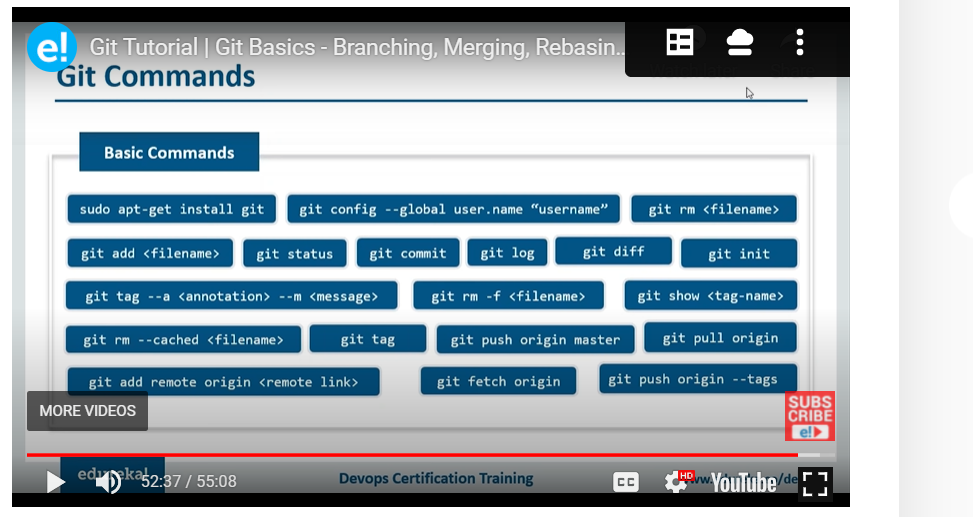 e! Git Tutorial | Git Basics - Branching, Merging, Rebasin...
Git Commands
Basic Commands
sudo apt-get install git git config --global user.name “username” git rm <filename>
git add <filename> git status git commit git log git diff git init
git tag --a <annotation> --m <message> git rm -f <filename> git show <tag-name>
git rm --cached <filename> git tag git push origin master git pull origin
git add remote origin <remote link> git fetch origin git push origin --tags
MORE VIDEOS
SUBS
CRIBE
e!
edureka!
52:37 / 55:08
Devops Certification Training
CC
HD
YouTube